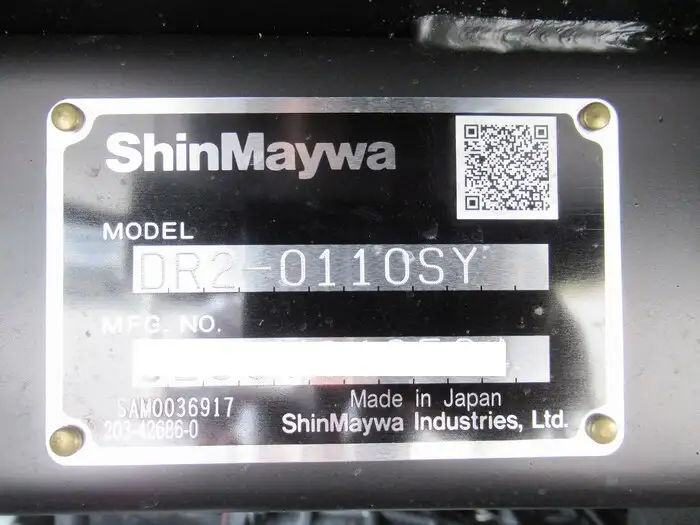 ShinMaywa
MODEL
DR2-0110SY
MFG. NO.
SAM0036917
203-42686-0
Made in Japan
ShinMaywa Industries, Ltd.